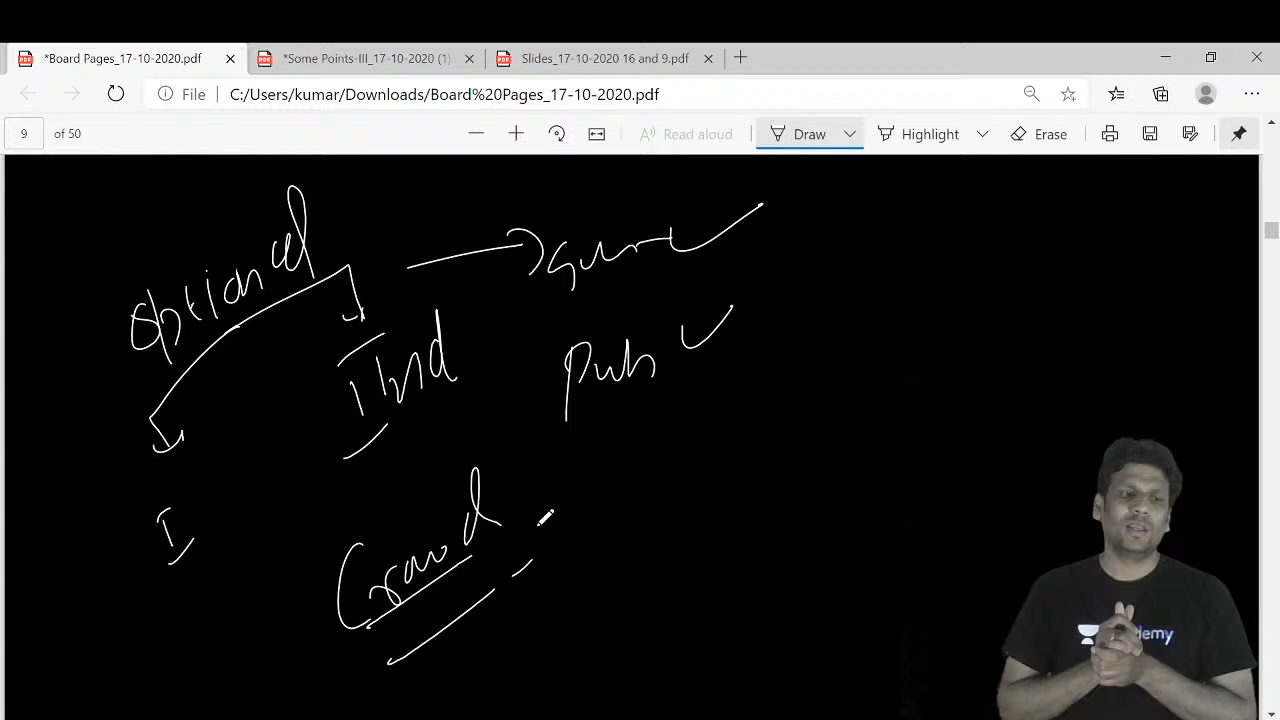 *Board Pages_17-10-2020.pdf
*Some Points-III_17-10-2020 (1).
Slides_17-10-2020 16 and 9.pdf
File C:/Users/kumar/Downloads/Board%20Pages_17-10-2020.pdf
9 of 50
Read aloud
Draw
Highlight
Erase
Optional
IInd
Pub
I
Crowd
demy